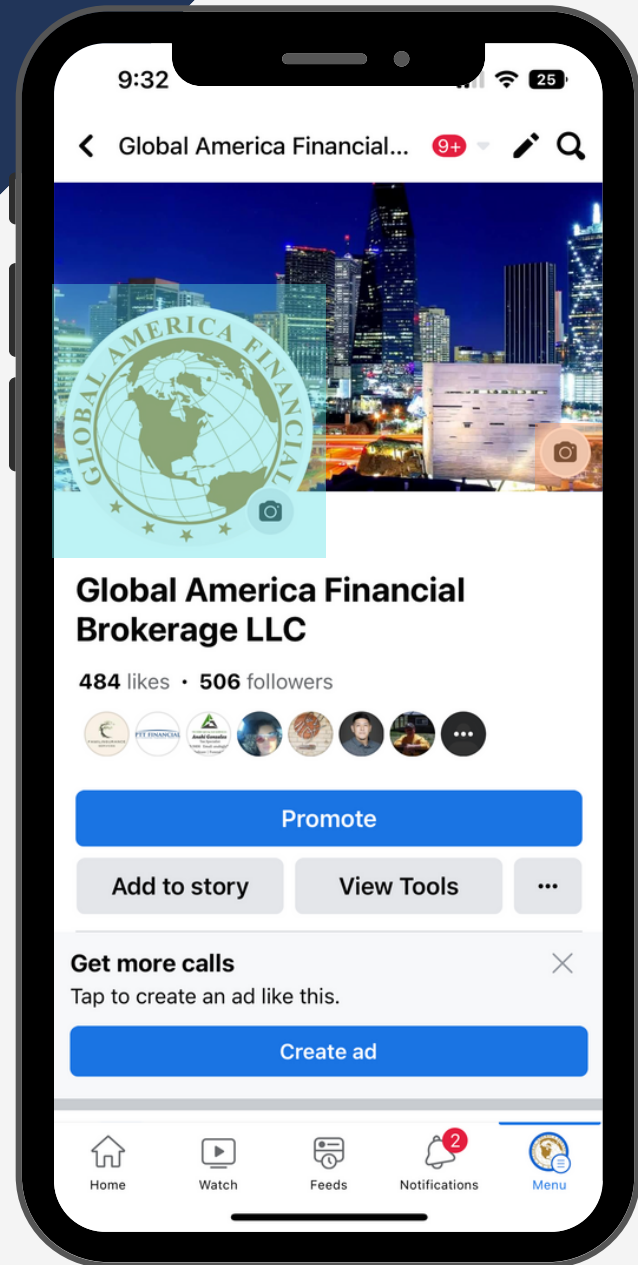 9:32
25
Global America Financial...
9+
GLOBAL AMERICA FINANCIAL
Global America Financial
Brokerage LLC
484 likes • 506 followers
FTT FINANCIAL
Promote
Add to story
View Tools
...
Get more calls
Tap to create an ad like this.
Create ad
2
Home
Watch
Feeds
Notifications
Menu